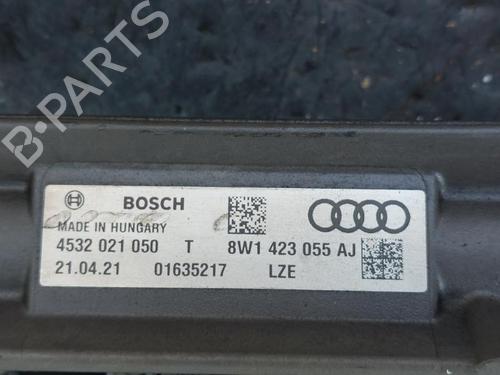 B-PARTS
BOSCH
MADE IN HUNGARY
4532 021 050 T 8W1 423 055 AJ
21.04.21 01635217 LZE